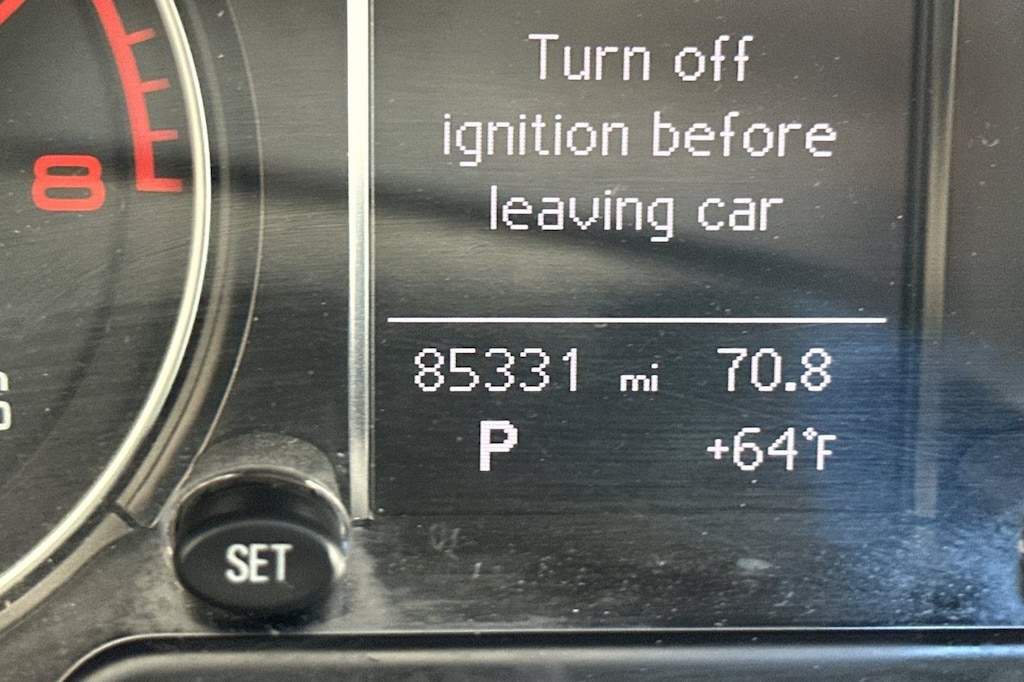 Turn off
ignition before
leaving car
8
85331 mi 70.8
P +64°F
SET